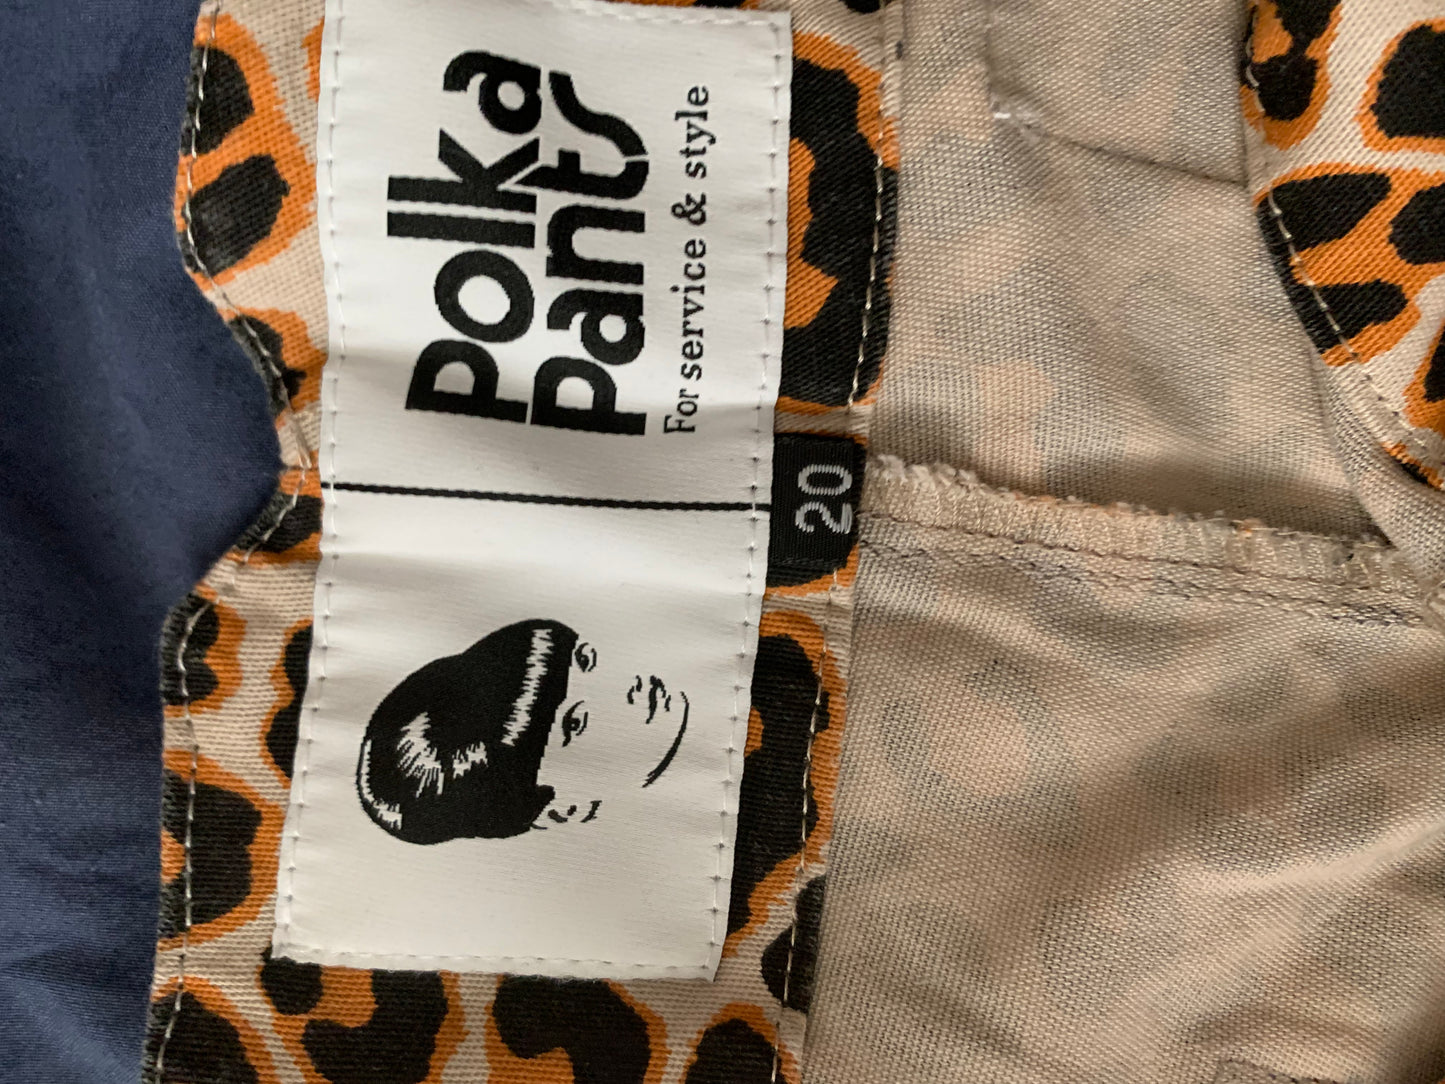 Polka
Pants
For service & style
20